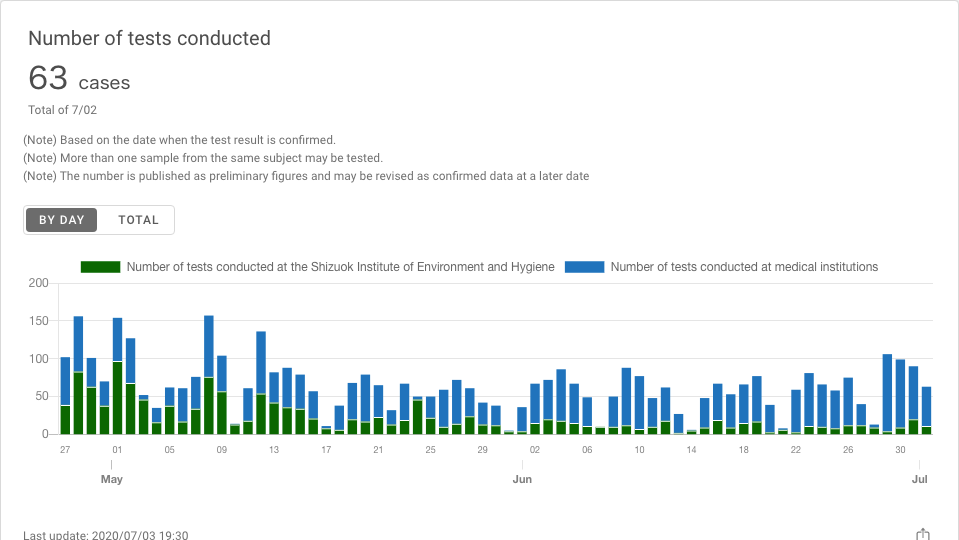 Number of tests conducted
63 cases
Total of 7/02
(Note) Based on the date when the test result is confirmed.
(Note) More than one sample from the same subject may be tested.
(Note) The number is published as preliminary figures and may be revised as confirmed data at a later date
BY DAY TOTAL
Number of tests conducted at the Shizuok Institute of Environment and Hygiene Number of tests conducted at medical institutions
200
150
100
50
0
27 01 05 09 13 17 21 25 29 02 06 10 14 18 22 26 30
May Jun Jul
Last update: 2020/07/03 19:30